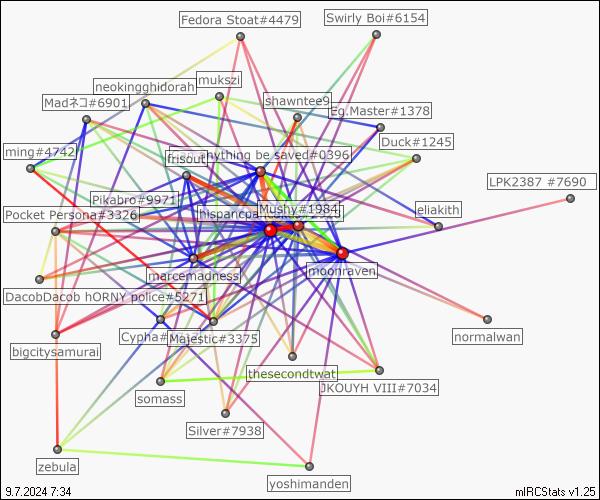 Fedora Stoat#4479
Swirly Boi#6154
neokingghidorah
mukszi
shawntee9
Madネコ#6901
Eg.Master#1378
Duck#1245
ming#4742
frisout
anything be saved#0396
LPK2387 #7690
Pikabro#9971
hispancpa
Mushy#1984
Pocket Persona#3326
eliakith
marcemadness
moonraven
DacobDacob hORNY police#5271
normalwan
Cypha#
Majestic#3375
bigcitysamurai
thesecondtwat
JKOUYH VIII#7034
somass
Silver#7938
zebula
yoshimanden
9.7.2024 7:34
mIRCStats v1.25